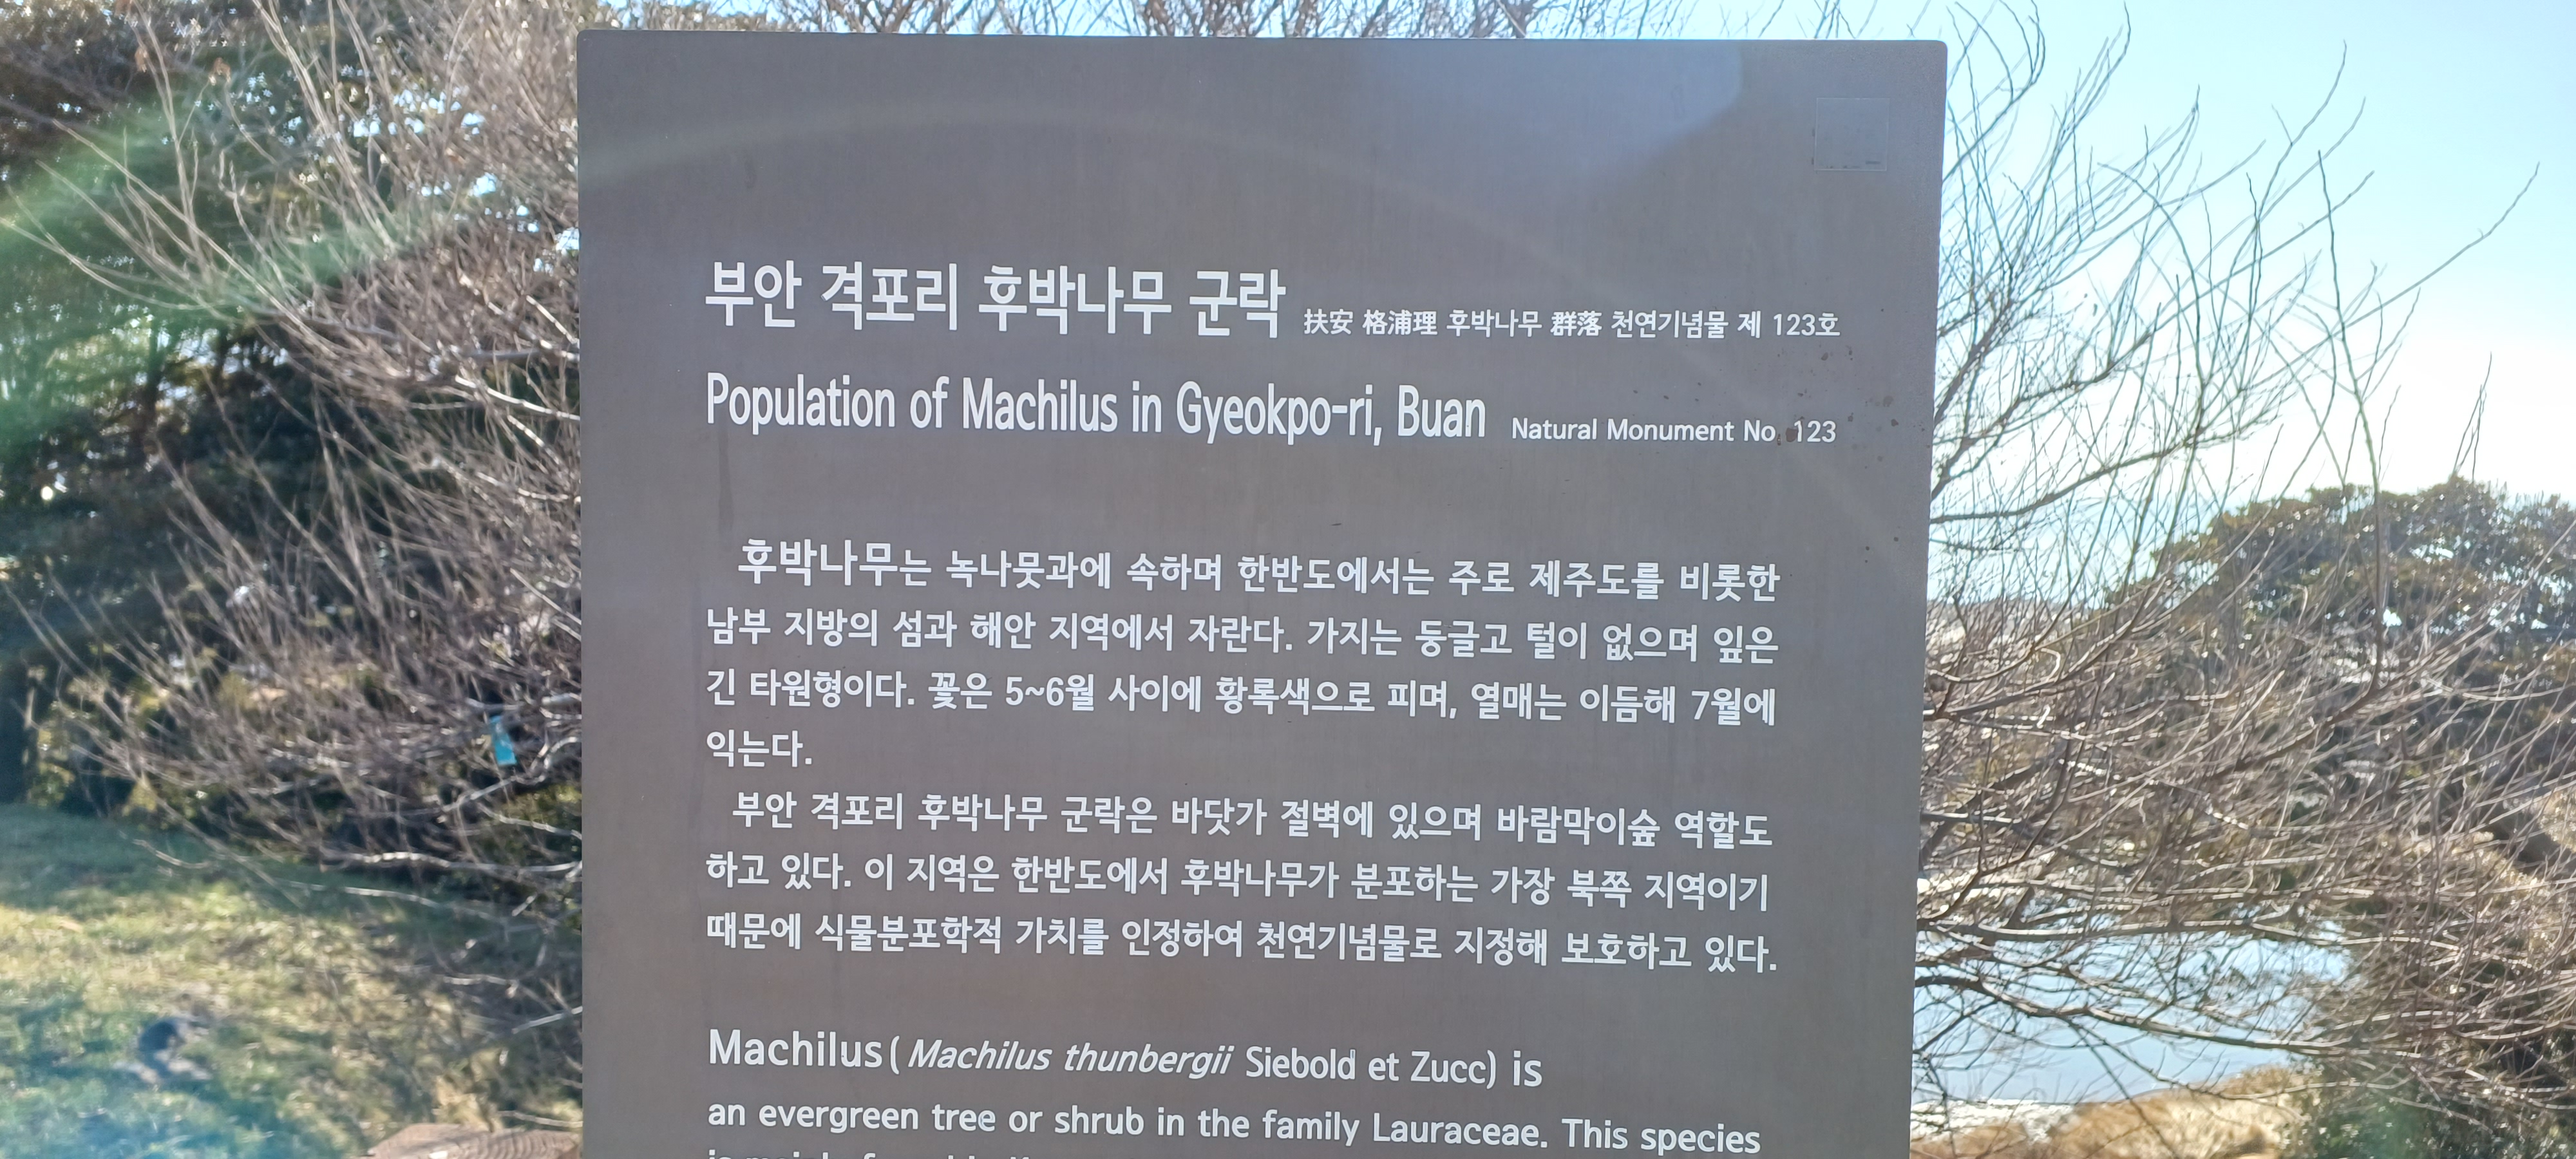 부안 격포리 후박나무 군락 扶安 格浦理 후박나무 群落 천연기념물 제 123호
Population of Machilus in Gyeokpo-ri, Buan Natural Monument No. 123
후박나무는 녹나뭇과에 속하며 한반도에서는 주로 제주도를 비롯한
남부 지방의 섬과 해안 지역에서 자란다. 가지는 둥글고 털이 없으며 잎은
긴 타원형이다. 꽃은 5~6월 사이에 황록색으로 피며, 열매는 이듬해 7월에
익는다.
부안 격포리 후박나무 군락은 바닷가 절벽에 있으며 바람막이숲 역할도
하고 있다. 이 지역은 한반도에서 후박나무가 분포하는 가장 북쪽 지역이기
때문에 식물분포학적 가치를 인정하여 천연기념물로 지정해 보호하고 있다.
Machilus( Machilus thunbergii Siebold et Zucc) is
an evergreen tree or shrub in the family Lauraceae. This species